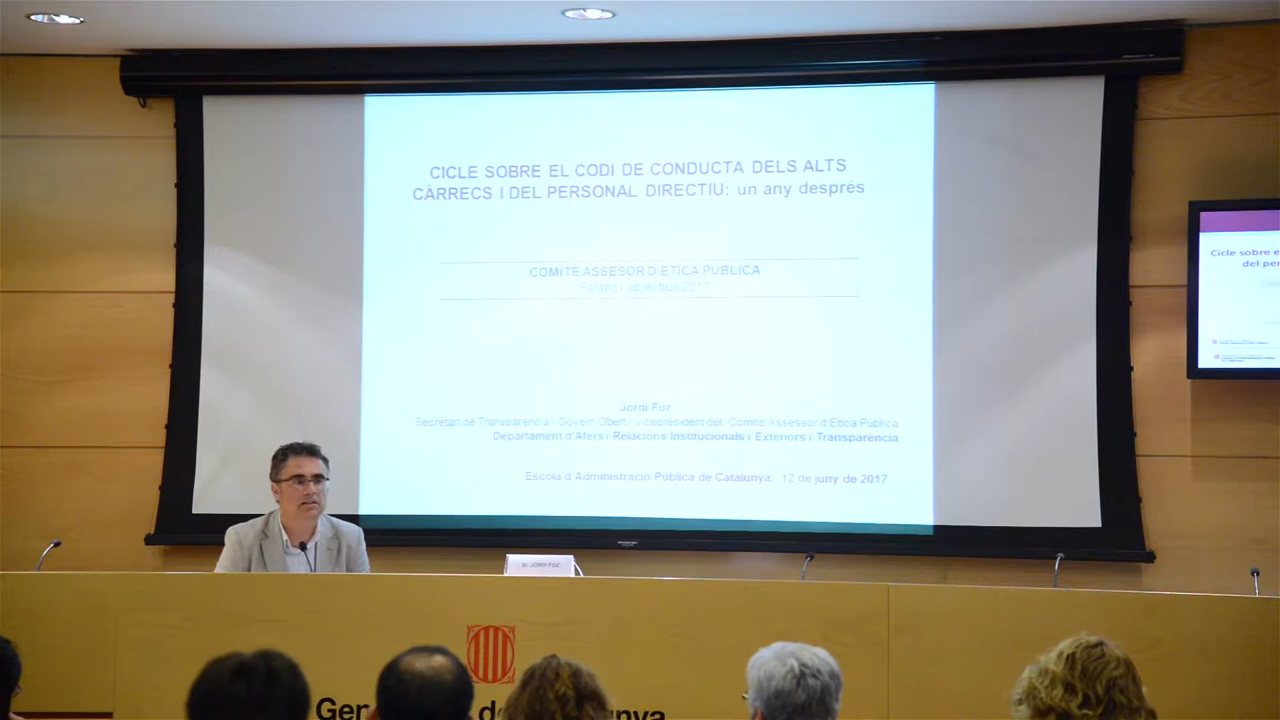 CICLE SOBRE EL CODI DE CONDUCTA DELS ALTS
CÀRRECS I DEL PERSONAL DIRECTIU: un any després
COMITÈ ASSESSOR D'ÈTICA PÚBLICA
Balanç i objectius 2017
Jordi Foz
Secretari de Transparència i Govern Obert i vicepresident del Comitè Assessor d'Ètica Pública
Departament d'Afers i Relacions Institucionals i Exteriors i Transparència
Escola d'Administració Pública de Catalunya, 12 de juny de 2017
Cicle sobre e
del per
Sr. JORDI FOZ
Gen d unya